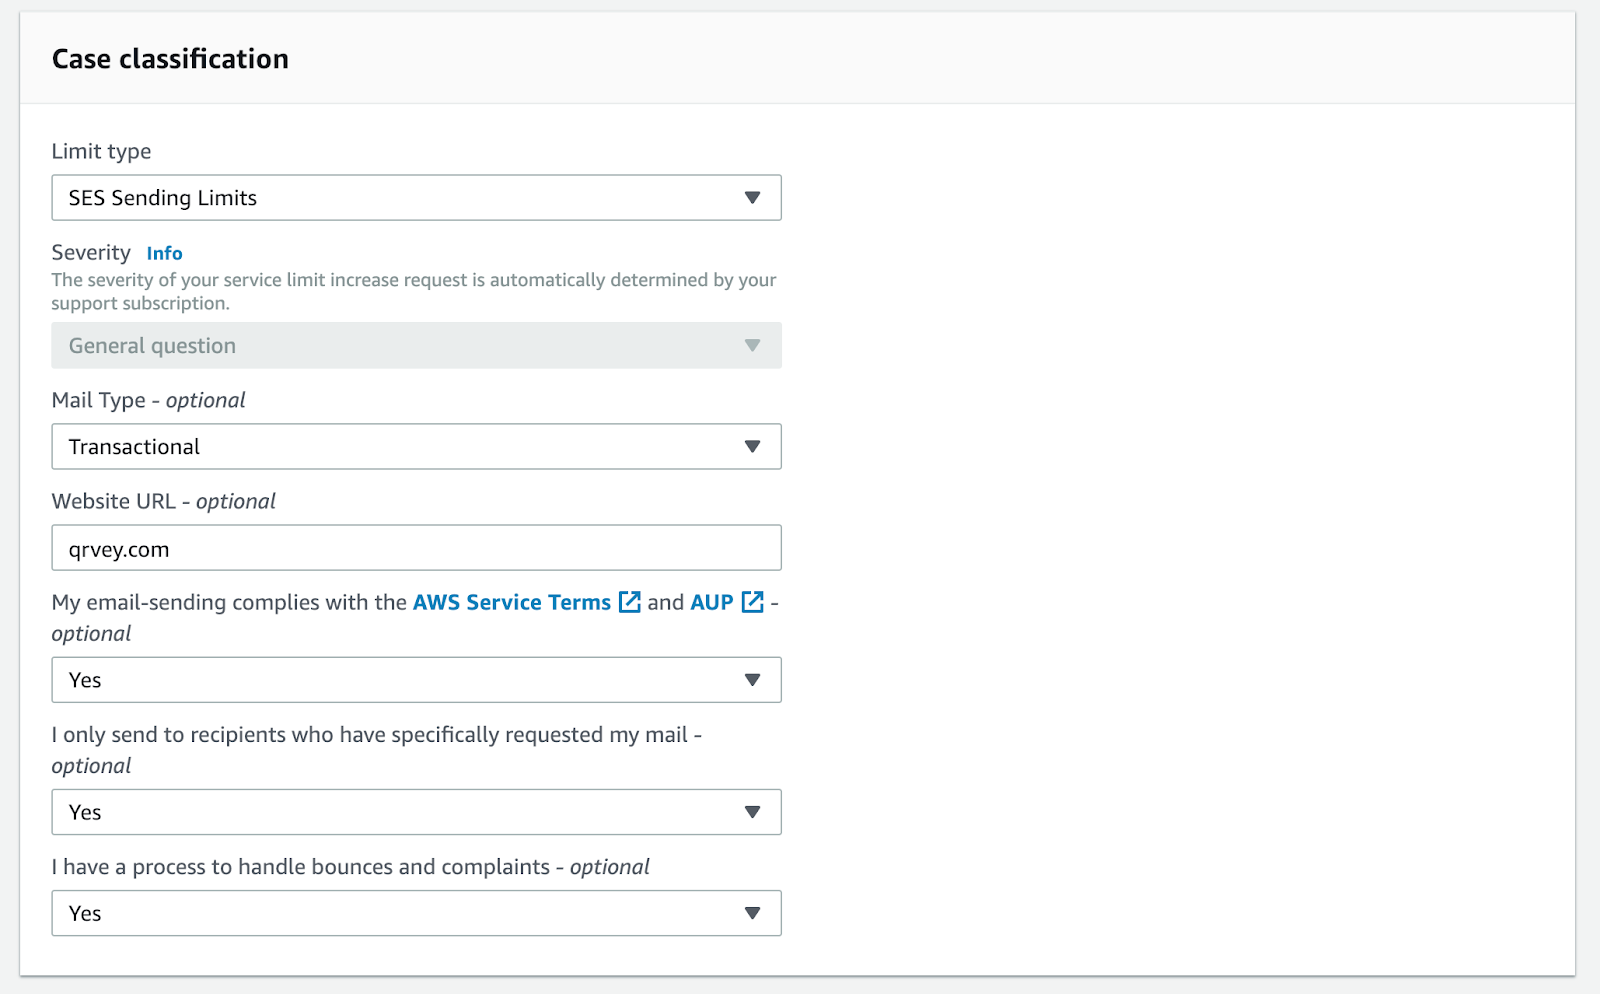 Case classification
Limit type
SES Sending Limits
Severity Info
The severity of your service limit increase request is automatically determined by your
support subscription.
General question
Mail Type - optional
Transactional
Website URL - optional
qrvey.com
My email-sending complies with the AWS Service Terms and AUP -
optional
Yes
I only send to recipients who have specifically requested my mail -
optional
Yes
I have a process to handle bounces and complaints - optional
Yes